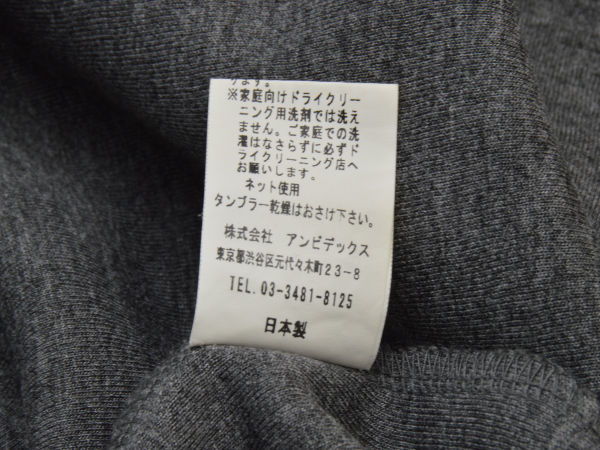 ります。
※家庭向けドライクリー
ニング用洗剤では洗え
ません。ご家庭での洗
濯はなさらずに必ずド
ライクリーニング店へ
お願いします。
ネット使用
タンブラー乾燥はおさけ下さい。
株式会社 アンビデックス
東京都渋谷区元代々木町23-8
TEL.03-3481-8125
日本製